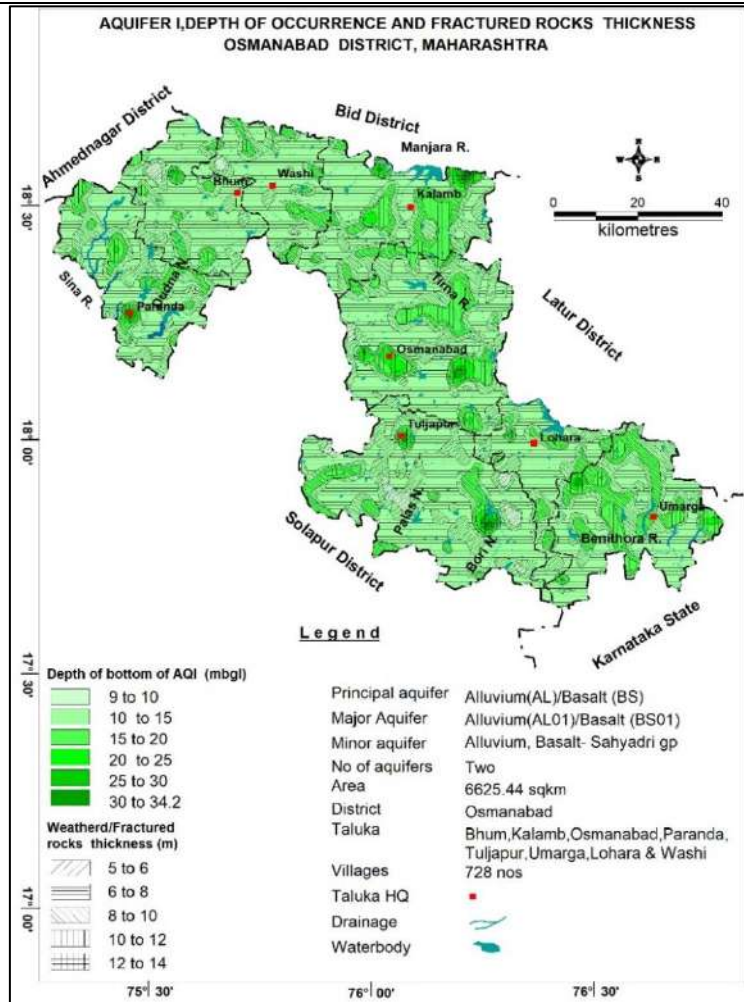 AQUIFER I,DEPTH OF OCCURRENCE AND FRACTURED ROCKS THICKNESS
OSMANABAD DISTRICT, MAHARASHTRA
Ahmednagar District
Bid District
Manjara R.
N
W E
S
Bhum
Washi
Kalamb
18° 30'
0 20 40
kilometres
Sina R.
Dudna N.
Paranda
Tirna R.
Latur District
Osmanabad
18° 00'
Tuljapur
Lohara
Solapur District
Palas N.
Bori N.
Umarga
Benithora R.
Karnataka State
17° 30'
17° 00'
Legend
Depth of bottom of AQI (mbgl)
9 to 10
10 to 15
15 to 20
20 to 25
25 to 30
30 to 34.2
Weatherd/Fractured
rocks thickness (m)
5 to 6
6 to 8
8 to 10
10 to 12
12 to 14
Principal aquifer Alluvium(AL)/Basalt (BS)
Major Aquifer Alluvium(AL01)/Basalt (BS01)
Minor aquifer Alluvium, Basalt- Sahyadri gp
No of aquifers Two
Area 6625.44 sqkm
District Osmanabad
Taluka Bhum,Kalamb,Osmanabad,Paranda,
Tuljapur,Umarga,Lohara & Washi
Villages 728 nos
Taluka HQ
Drainage
Waterbody
75° 30' 76° 00' 76° 30'